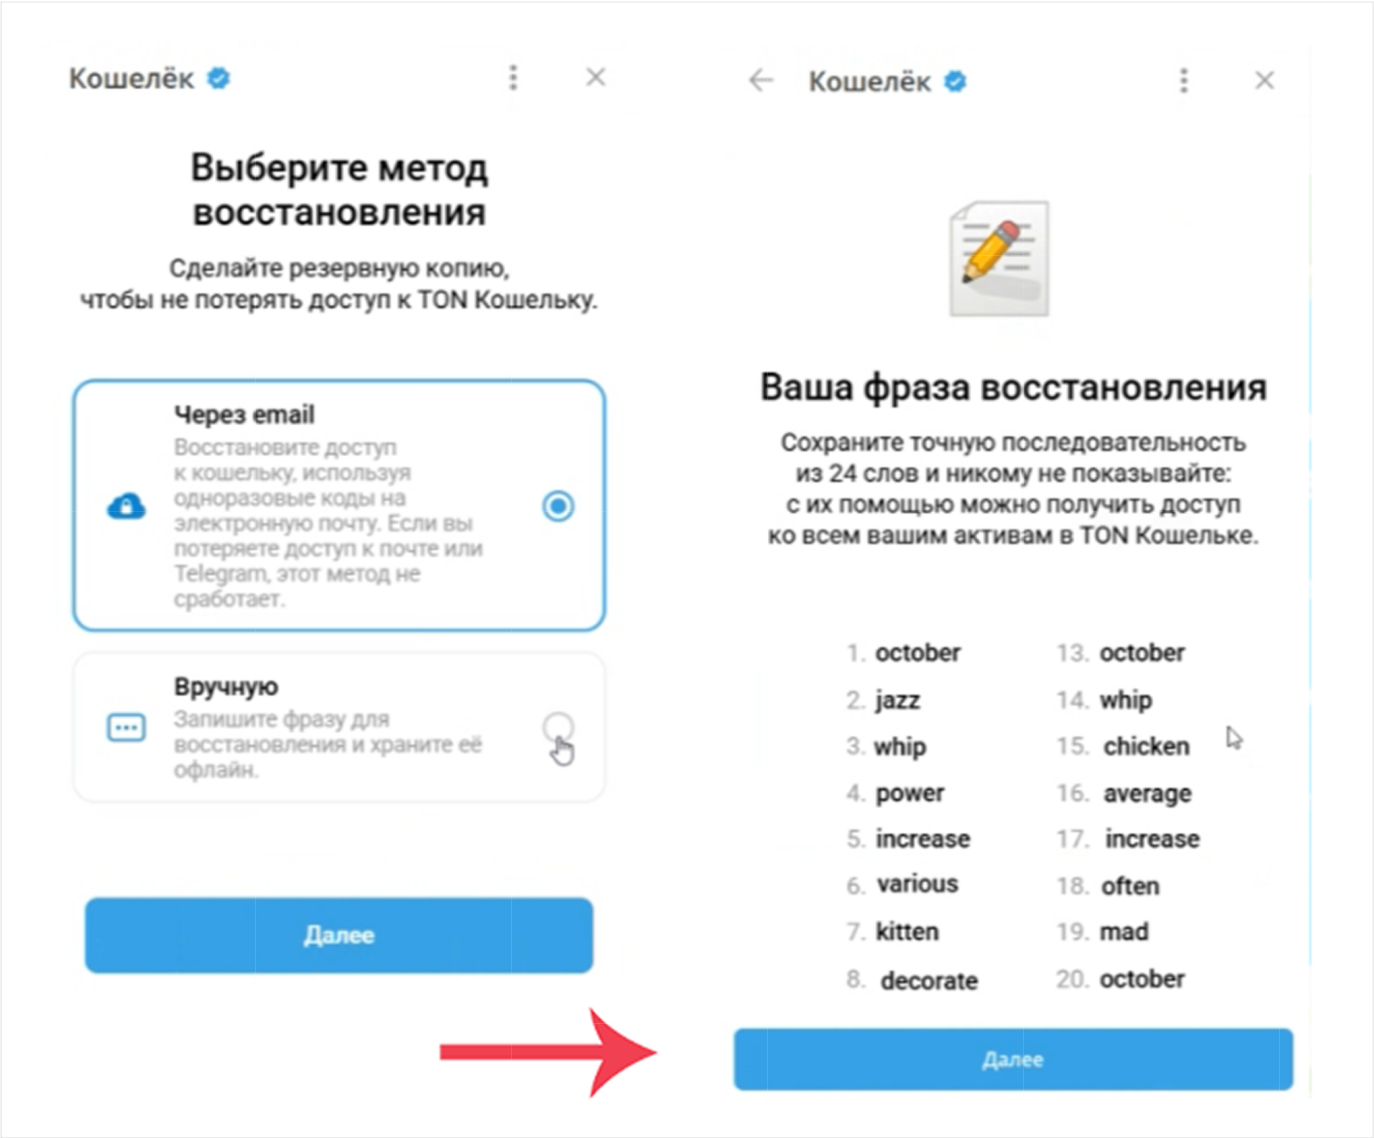 Кошелёк
Выберите метод
восстановления
Сделайте резервную копию,
чтобы не потерять доступ к TON Кошельку.
Через email
Восстановите доступ
к кошельку, используя
одноразовые коды на
электронную почту. Если вы
потеряете доступ к почте или
Telegram, этот метод не
сработает.
Вручную
Запишите фразу для
восстановления и храните её
офлайн.
Далее
Кошелёк
Ваша фраза восстановления
Сохраните точную последовательность
из 24 слов и никому не показывайте:
с их помощью можно получить доступ
ко всем вашим активам в TON Кошельке.
1. october
2. jazz
3. whip
4. power
5. increase
6. various
7. kitten
8. decorate
13. october
14. whip
15. chicken
16. average
17. increase
18. often
19. mad
20. october
Далее